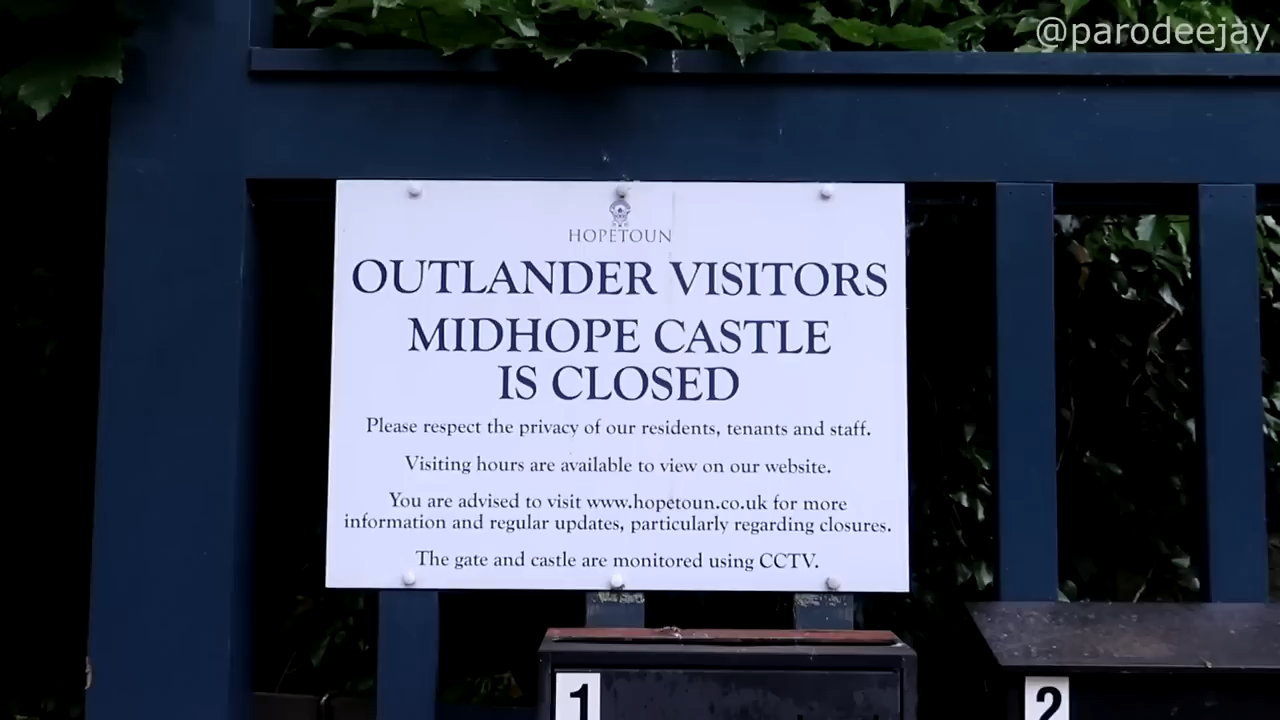 @parodeejay
HOPETOUN
OUTLANDER VISITORS
MIDHOPE CASTLE
IS CLOSED
Please respect the privacy of our residents, tenants and staff.
Visiting hours are available to view on our website.
You are advised to visit www.hopetoun.co.uk for more
information and regular updates, particularly regarding closures.
The gate and castle are monitored using CCTV.
1
2